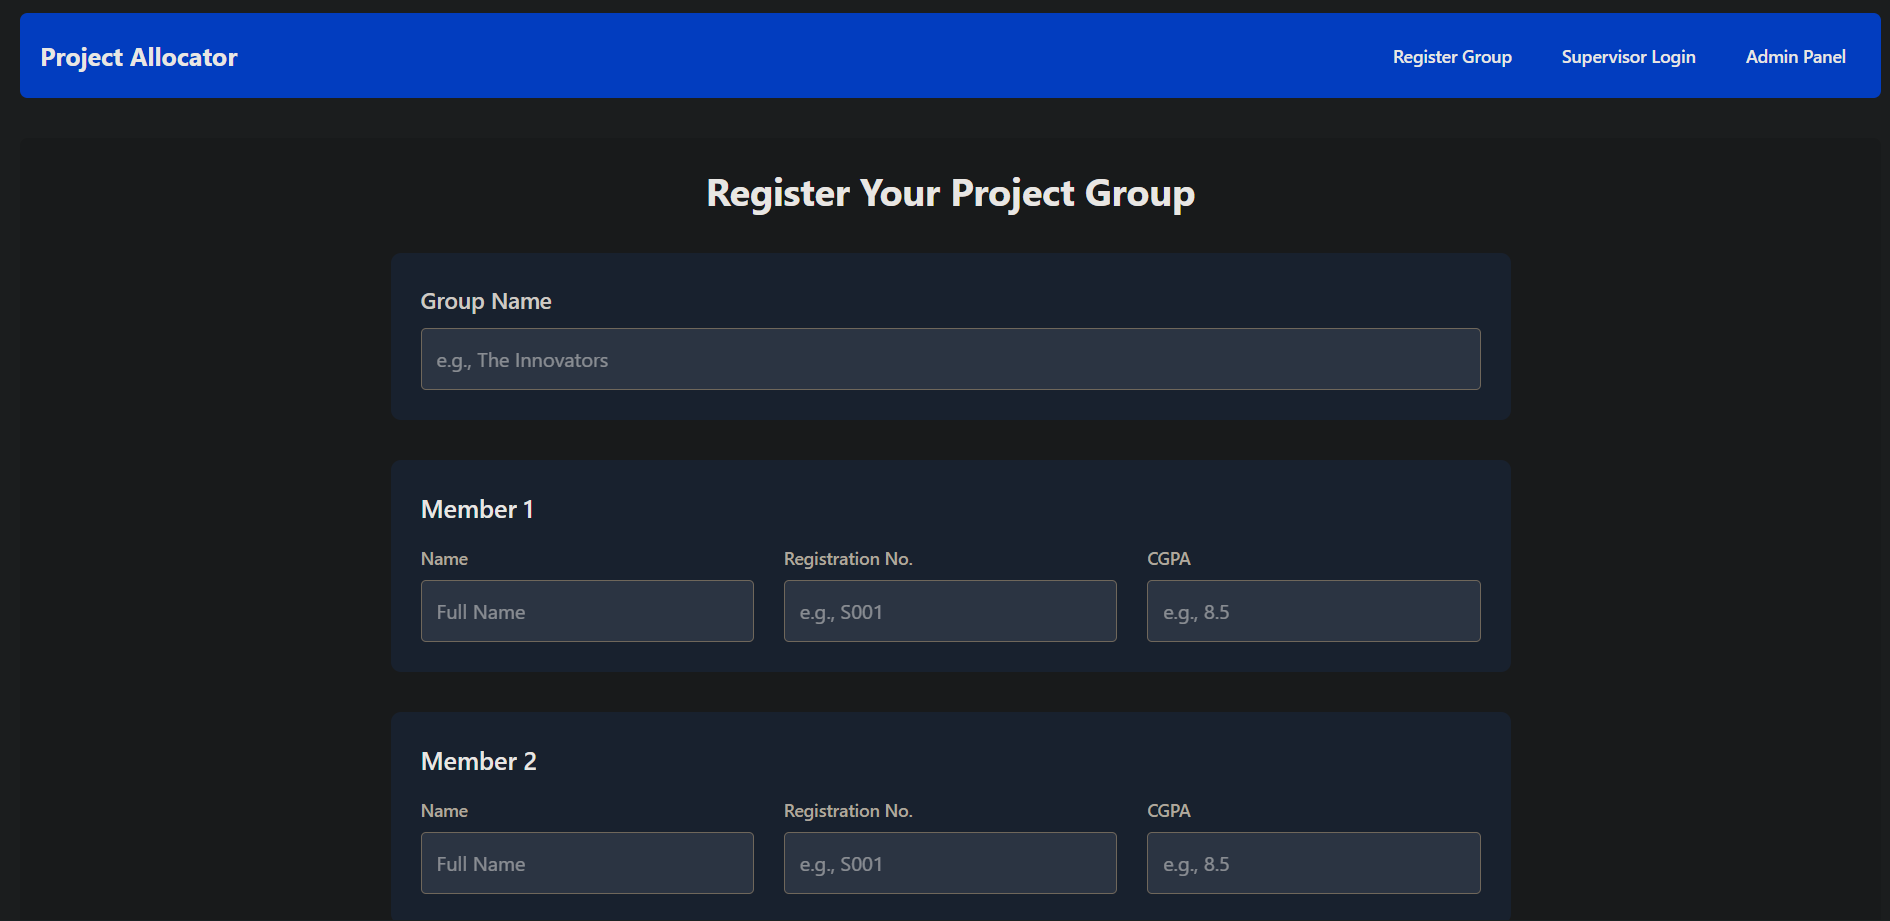 Project Allocator
Register Group Supervisor Login Admin Panel
Register Your Project Group
Group Name
e.g., The Innovators
Member 1
Name Registration No. CGPA
Full Name e.g., S001 e.g., 8.5
Member 2
Name Registration No. CGPA
Full Name e.g., S001 e.g., 8.5